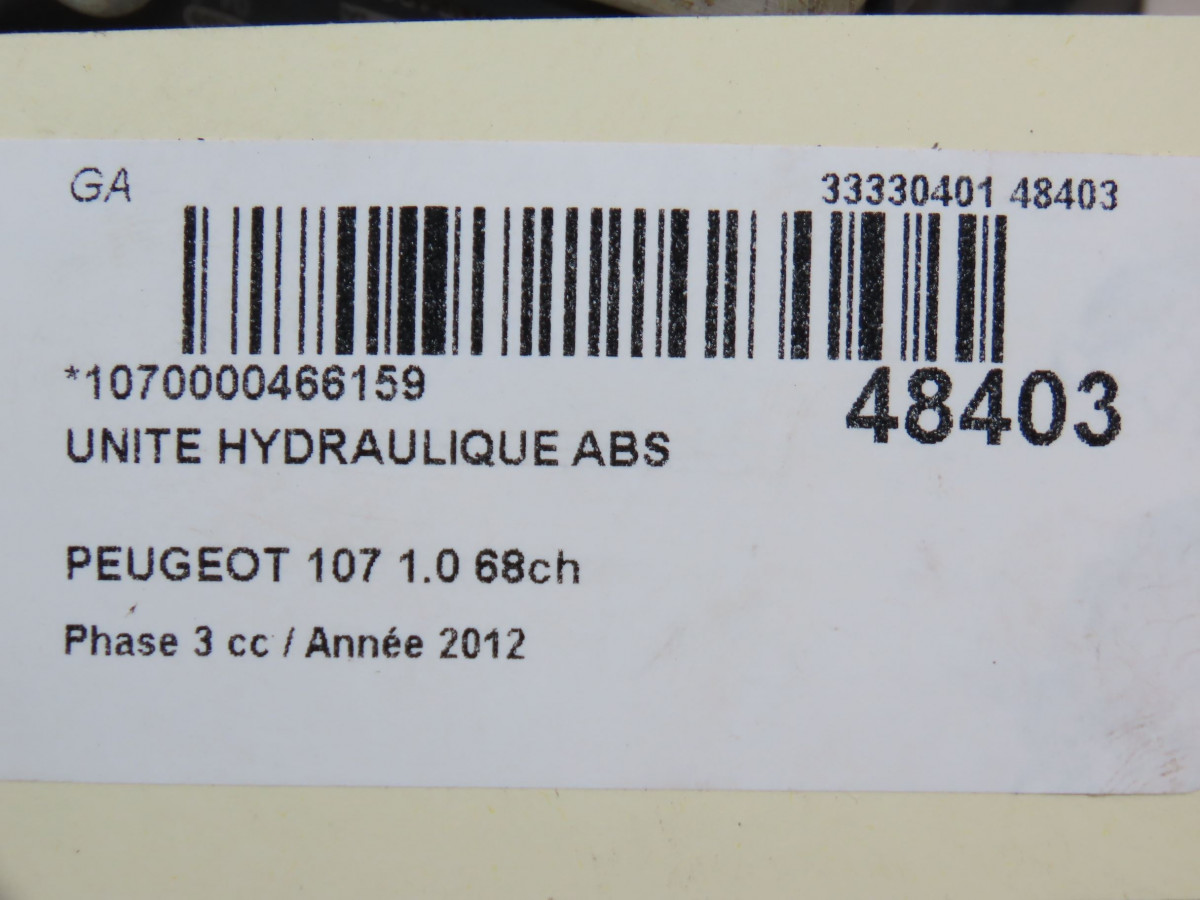 GA
33330401 48403
*1070000466159
48403
UNITE HYDRAULIQUE ABS
PEUGEOT 107 1.0 68ch
Phase 3 cc / Année 2012